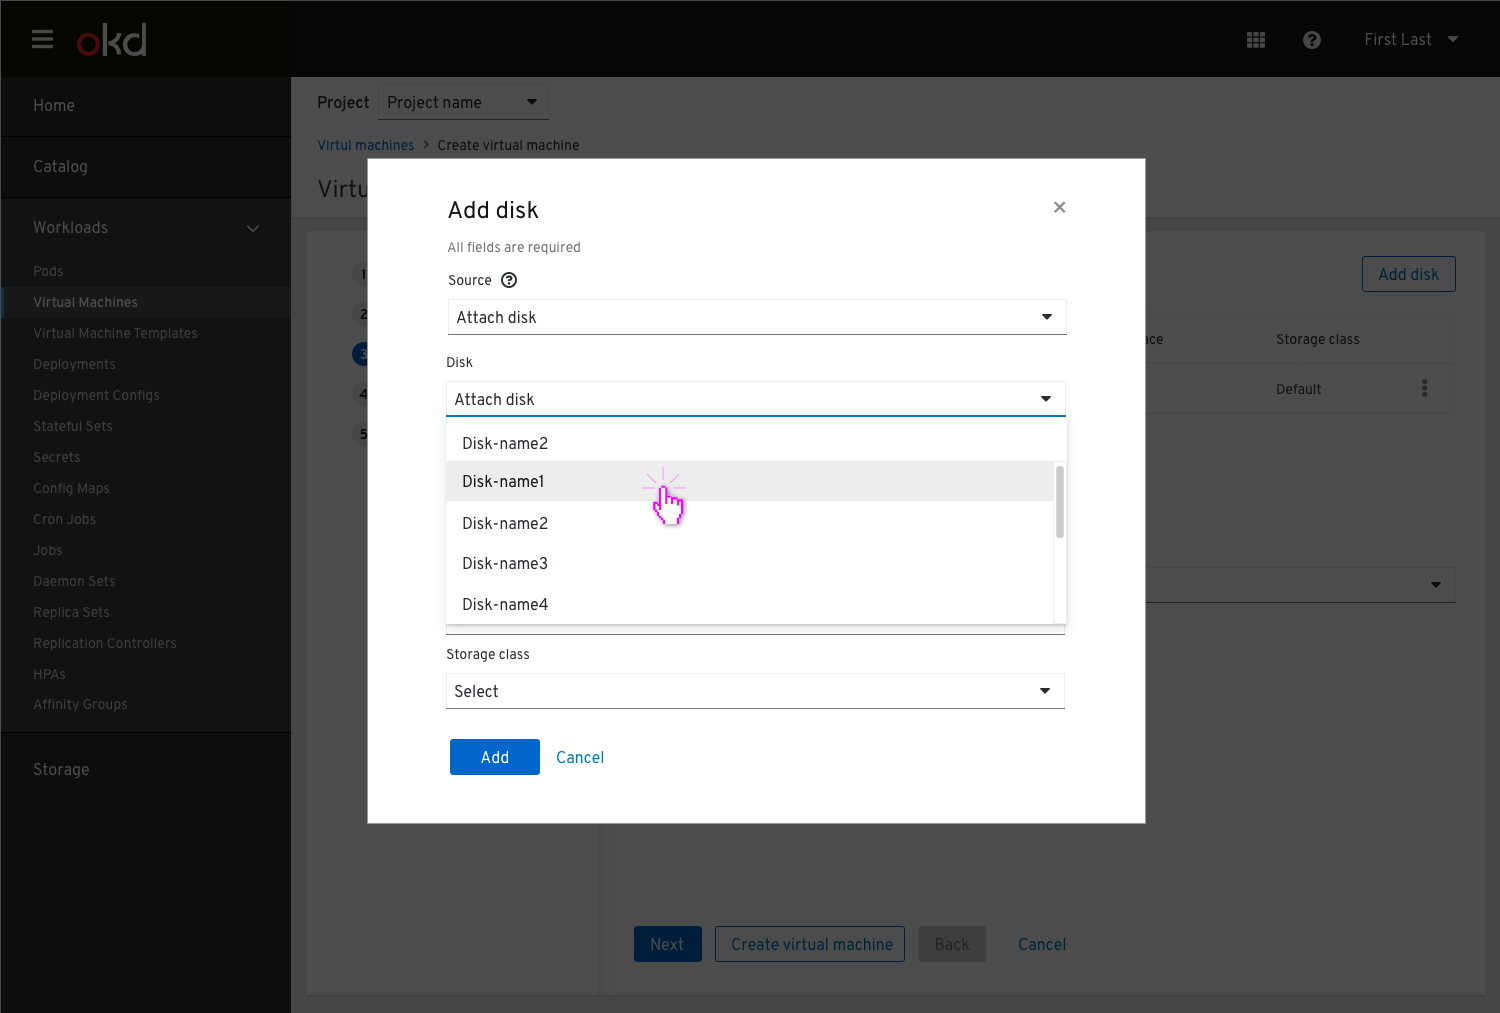 okd
First Last
Home
Catalog
Workloads
Pods
Virtual Machines
Virtual Machine Templates
Deployments
Deployment Configs
Stateful Sets
Secrets
Config Maps
Cron Jobs
Jobs
Daemon Sets
Replica Sets
Replication Controllers
HPAs
Affinity Groups
Storage
Project Project name
Virtul machines > Create virtual machine
Virtu
1
2
3
4
5
Add disk
ce Storage class
Default
Add disk
All fields are required
Source
Attach disk
Disk
Attach disk
Disk-name2
Disk-name1
Disk-name2
Disk-name3
Disk-name4
Storage class
Select
Add Cancel
Next Create virtual machine Back Cancel